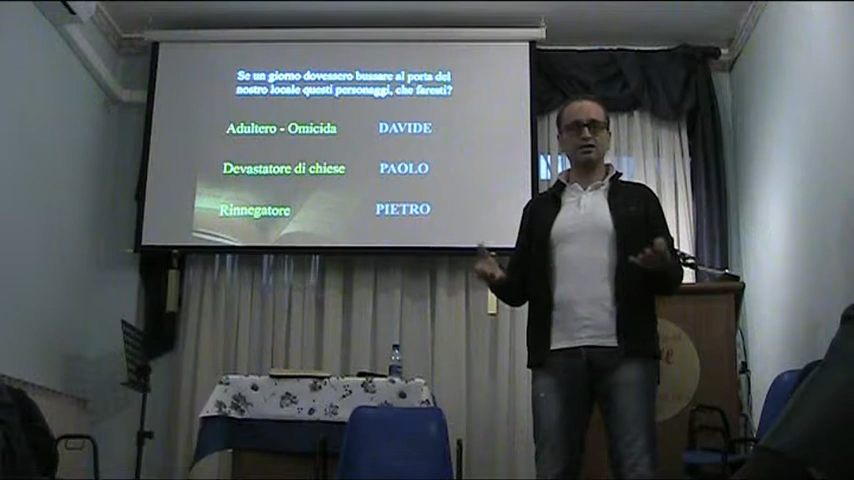 Se un giorno dovessero bussare al porta del
nostro locale questi personaggi, che faresti?
Adultero - Omicida DAVIDE
Devastatore di chiese PAOLO
Rinnegatore PIETRO